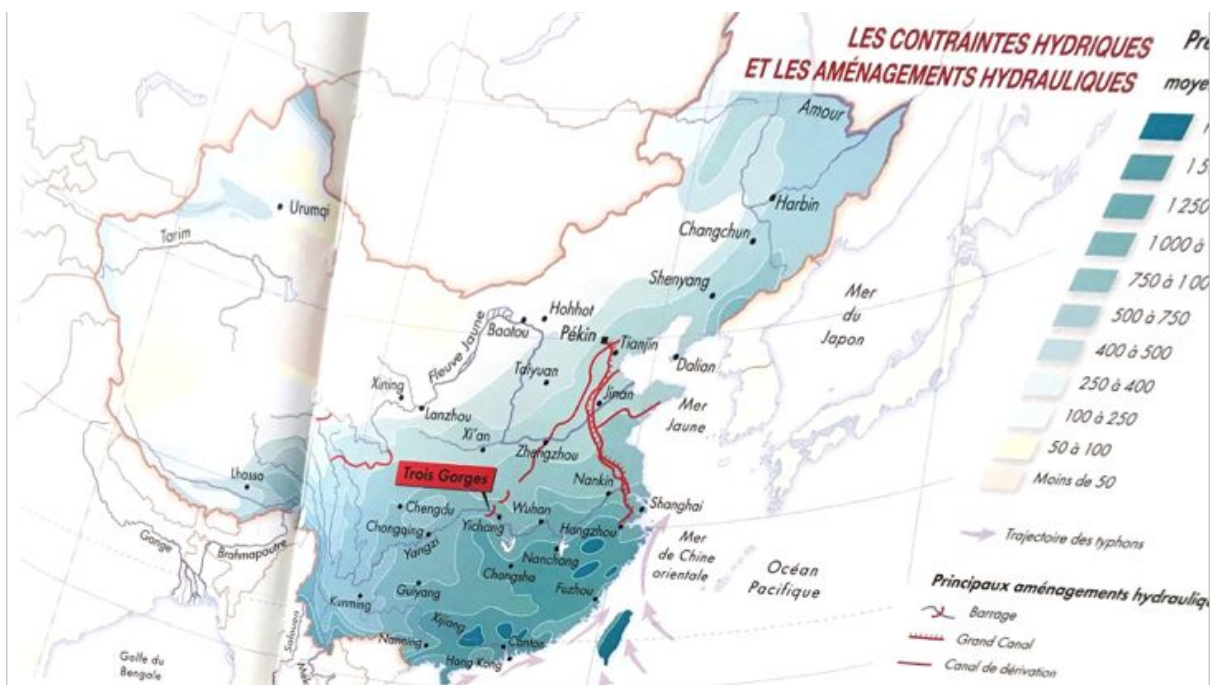 LES CONTRAINTES HYDRIQUES
ET LES AMÉNAGEMENTS HYDRAULIQUES
moye
1 250
1 000 à
750 à 1 00
500 à 750
400 à 500
250 à 400
100 à 250
50 à 100
Moins de 50
Trajectoire des typhons
Barrage
Grand Canal
Canal de dérivation
Principaux aménagements
Amour
Harbin
Changchun
Urumqi
Tarim
Shenyang
Mer
du
Japon
Hohhot
Baotou
Pékin
Tianjin
Fleuve Jaune
Dalian
Taiyuan
Xining
Jinan
Lanzhou
Mer
Jaune
Xi'an
Zhengzhou
Trois Gorges
Lhassa
Nankin
Chengdu
Wuhan
Shanghai
Yichang
Hangzhou
Chongqing
Yangzi
Mer
de Chine
orientale
Gange
Brahmapoutre
Nanchang
Océan
Pacifique
Changsha
Guiyang
Fuzhou
Kunming
Xijiang
Salouen
Nanning
Canton
Hong Kong
Golfe du
Bengale